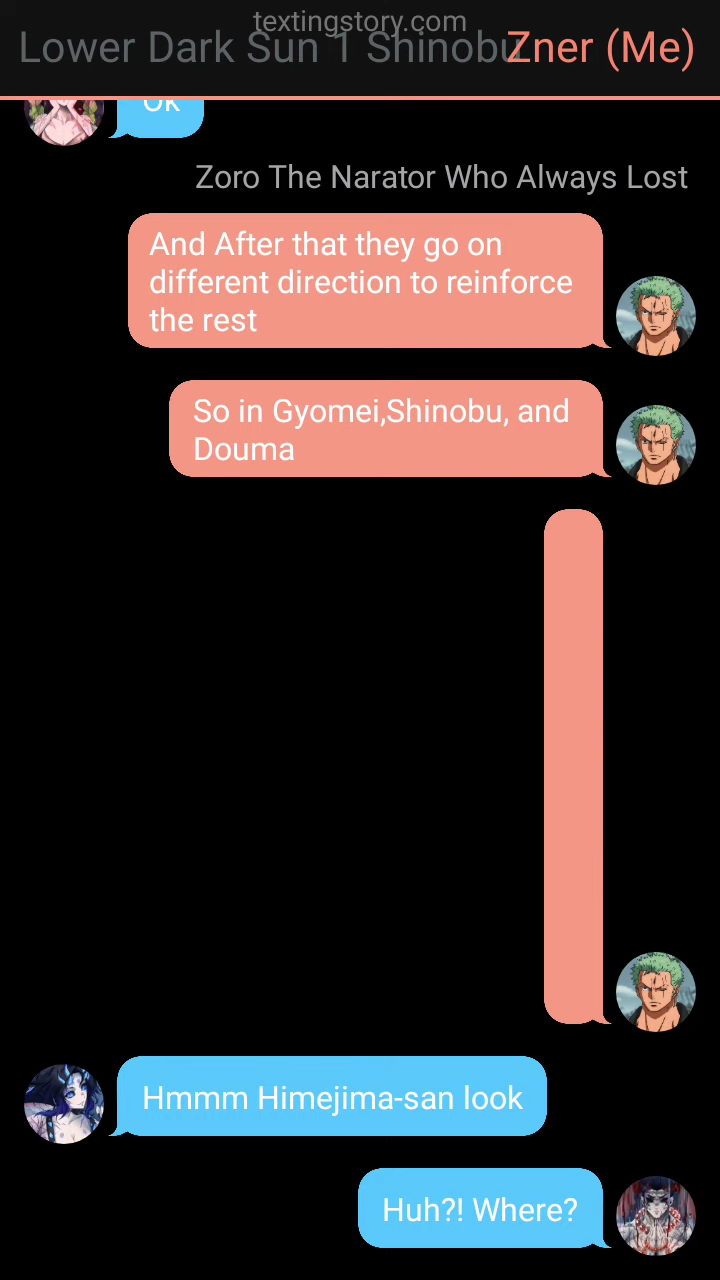 textingstory.com
Lower Dark Sun 1 Shinobu
Zner (Me)
Ok
Zoro The Narator Who Always Lost
And After that they go on
different direction to reinforce
the rest
So in Gyomei,Shinobu, and
Douma
Hmmm Himejima-san look
Huh?! Where?